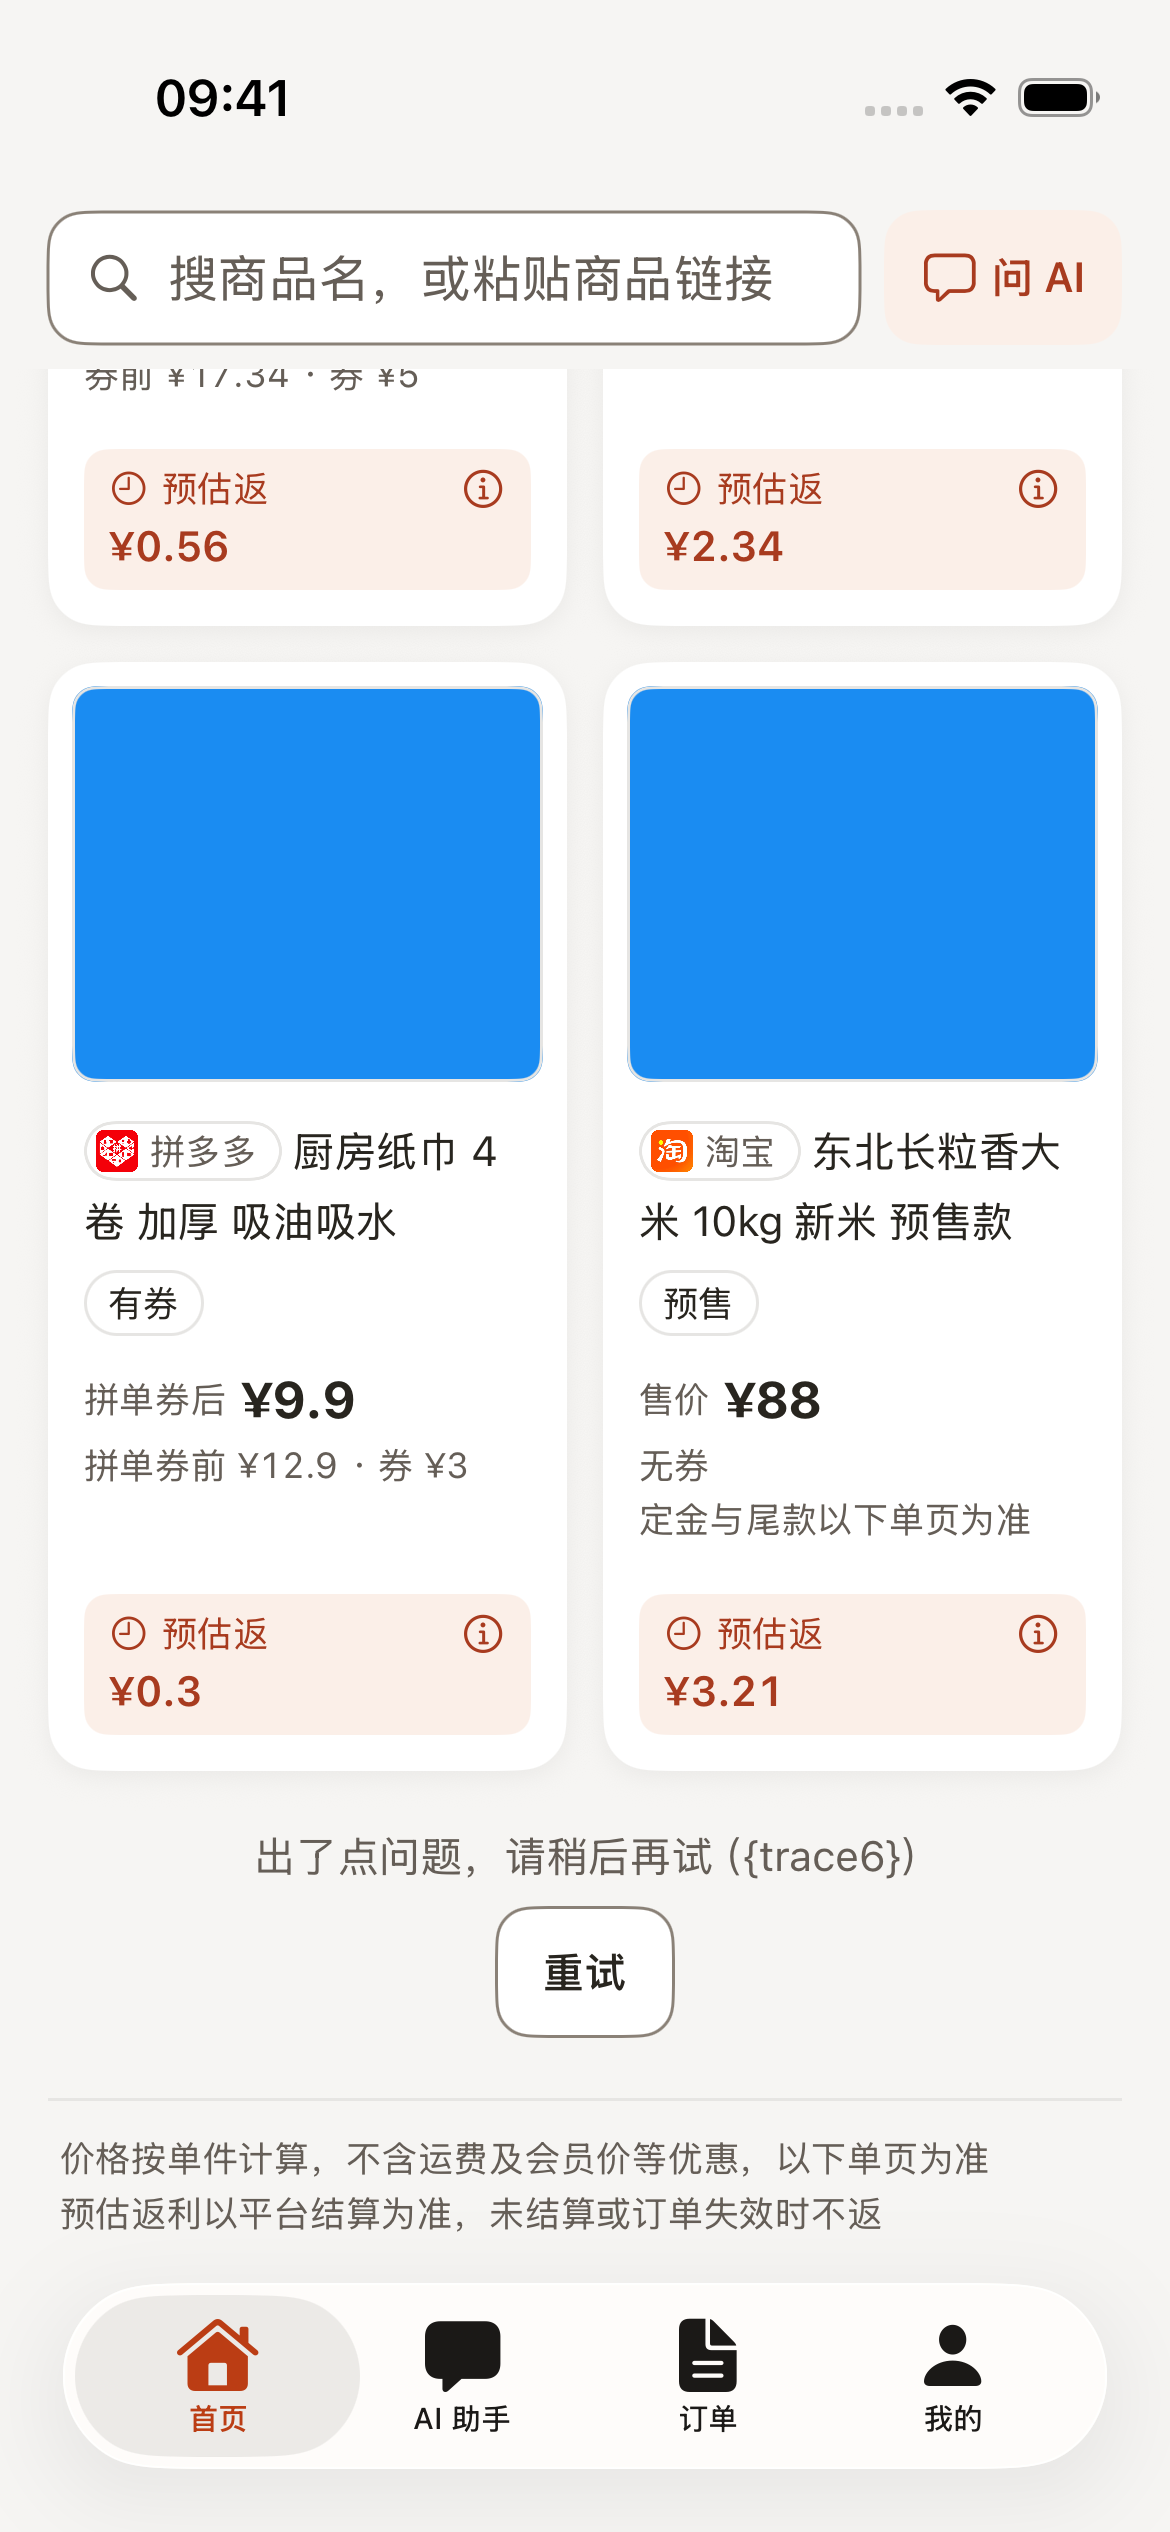 09:41
搜商品名，或粘贴商品链接
问 AI
券前 ¥17.34 · 券 ¥5
预估返
¥0.56
预估返
¥2.34
拼多多 厨房纸巾 4
卷 加厚 吸油吸水
有券
拼单券后 ¥9.9
拼单券前 ¥12.9 · 券 ¥3
预估返
¥0.3
淘 淘宝 东北长粒香大
米 10kg 新米 预售款
预售
售价 ¥88
无券
定金与尾款以下单页为准
预估返
¥3.21
出了点问题，请稍后再试 ({trace6})
重试
价格按单件计算，不含运费及会员价等优惠，以下单页为准
预估返利以平台结算为准，未结算或订单失效时不返
首页
AI 助手
订单
我的